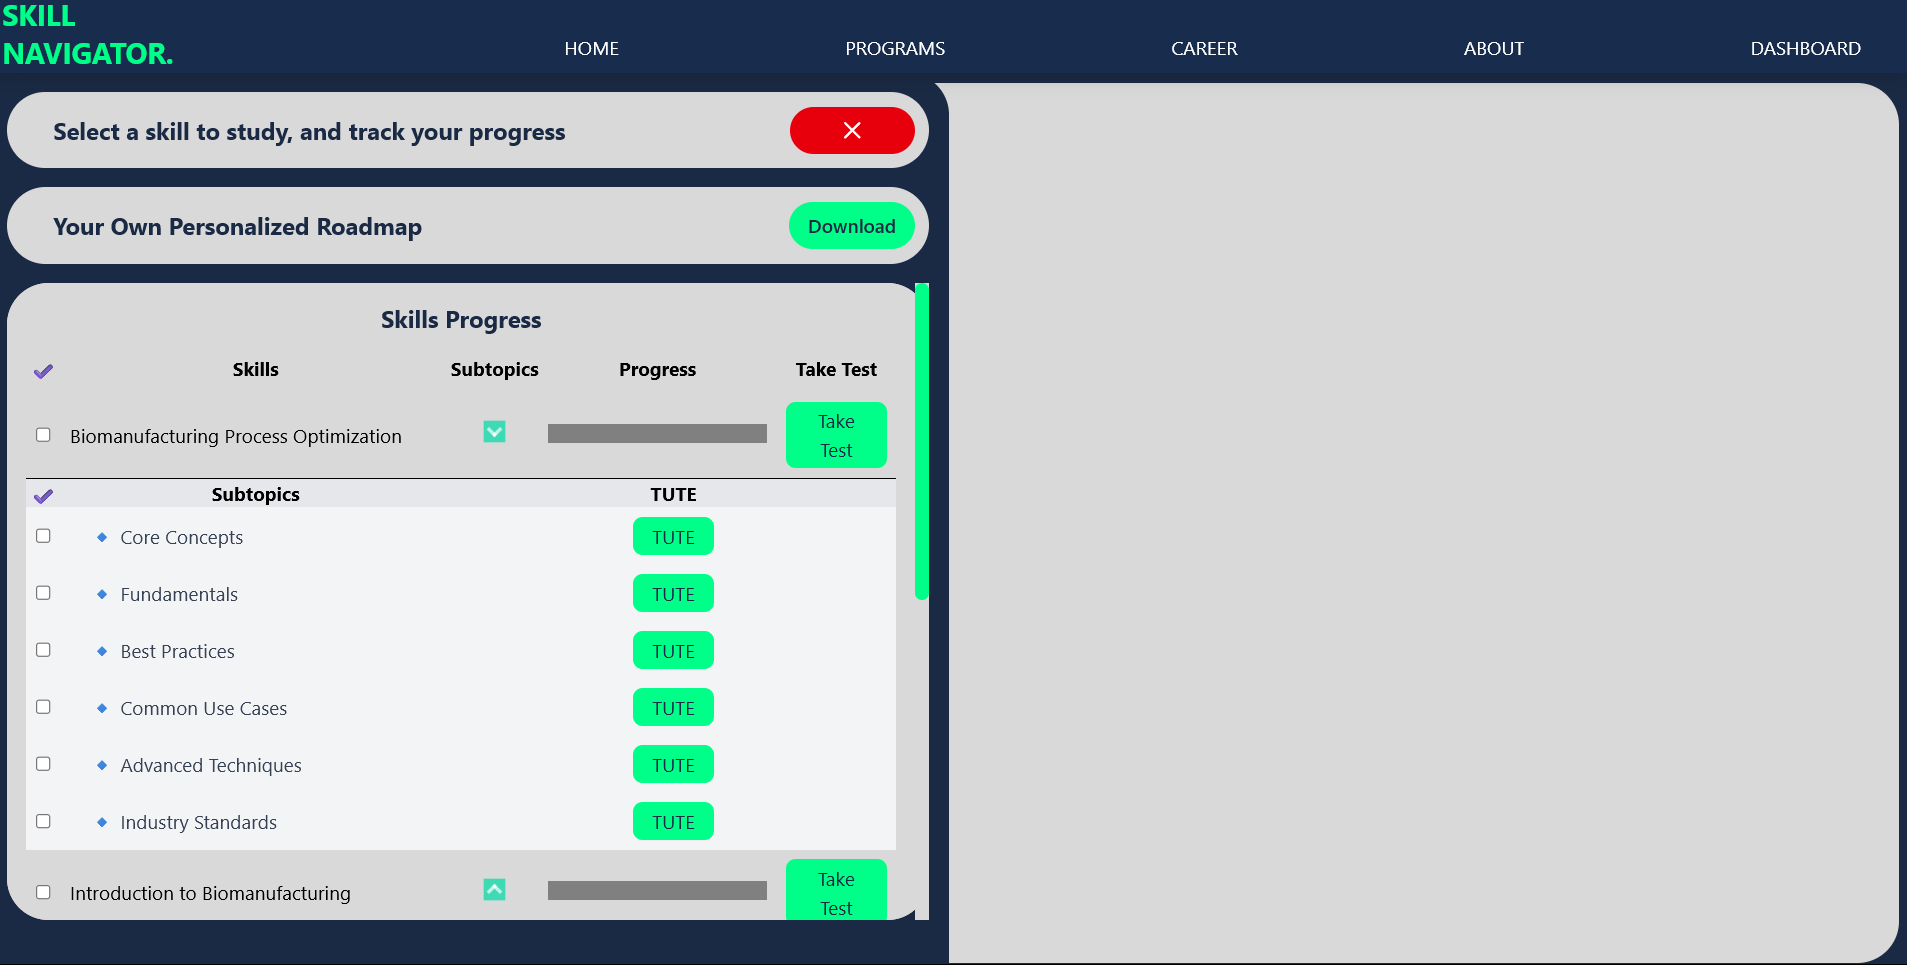 SKILL
NAVIGATOR.
HOME PROGRAMS CAREER ABOUT DASHBOARD
Select a skill to study, and track your progress
Your Own Personalized Roadmap Download
Skills Progress
Skills Subtopics Progress Take Test
Biomanufacturing Process Optimization Take
Test
Subtopics TUTE
Core Concepts TUTE
Fundamentals TUTE
Best Practices TUTE
Common Use Cases TUTE
Advanced Techniques TUTE
Industry Standards TUTE
Introduction to Biomanufacturing Take
Test